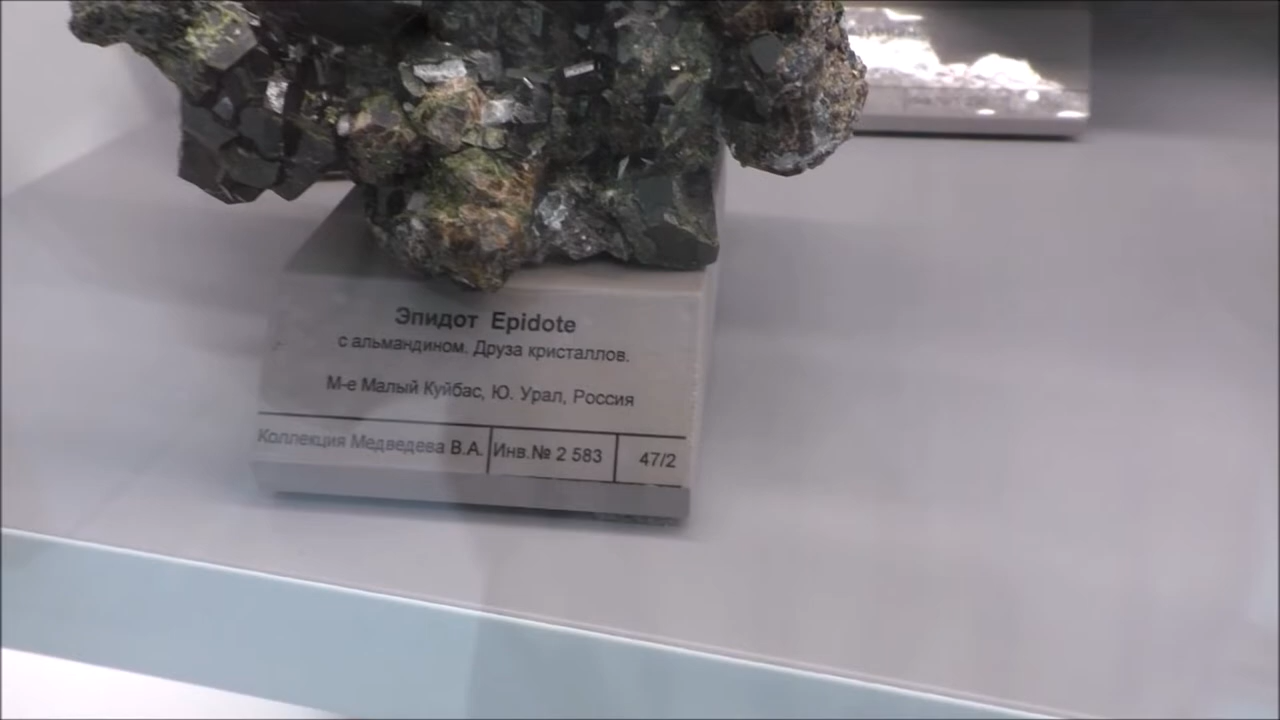 Эпидот Epidote
с альмандином. Друза кристаллов.
М-е Малый Куйбас, Ю. Урал, Россия
Коллекция Медведева В.А. Инв.№ 2 583 47/2